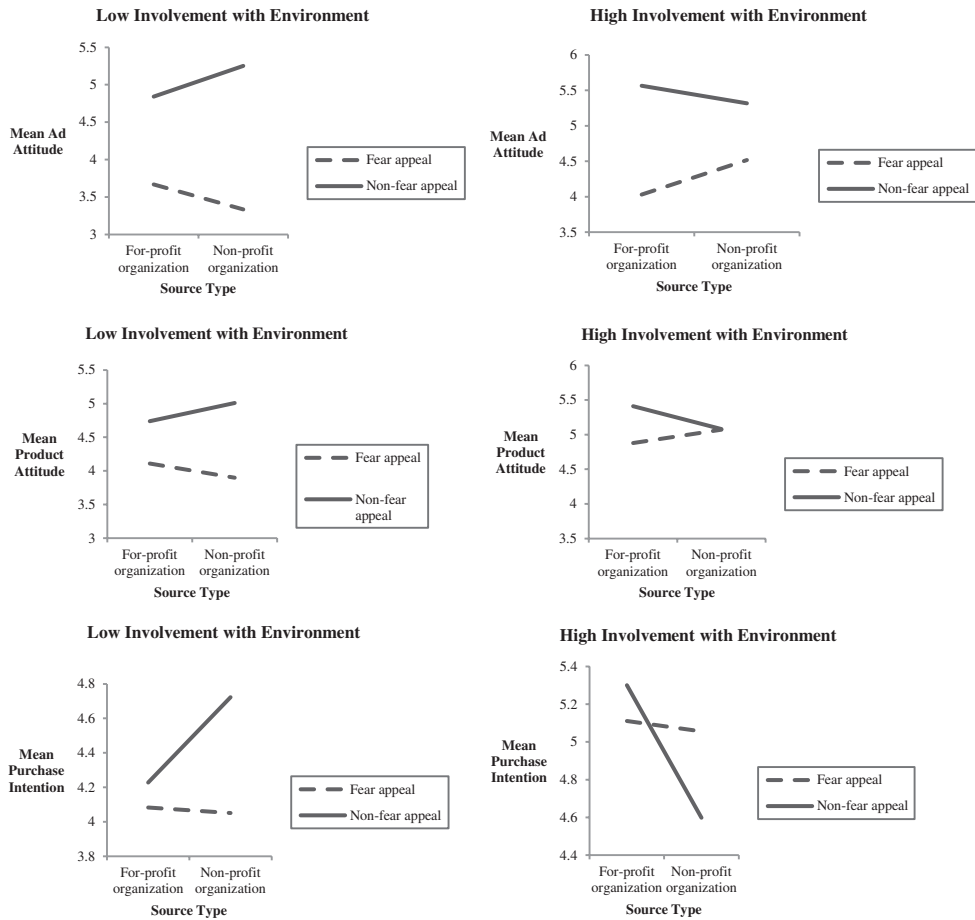 Low Involvement with Environment
5.5
5
4.5
4
3.5
3
Mean Ad
Attitude
For-profit
organization
Non-profit
organization
Source Type
Fear appeal
Non-fear appeal
High Involvement with Environment
6
5.5
5
4.5
4
3.5
Mean Ad
Attitude
For-profit
organization
Non-profit
organization
Source Type
Fear appeal
Non-fear appeal
Low Involvement with Environment
5.5
5
4.5
4
3.5
3
Mean
Product
Attitude
For-profit
organization
Non-profit
organization
Source Type
Fear appeal
Non-fear
appeal
High Involvement with Environment
6
5.5
5
4.5
4
3.5
Mean
Product
Attitude
For-profit
organization
Non-profit
organization
Source Type
Fear appeal
Non-fear appeal
Low Involvement with Environment
4.8
4.6
4.4
4.2
4
3.8
Mean
Purchase
Intention
For-profit
organization
Non-profit
organization
Source Type
Fear appeal
Non-fear appeal
High Involvement with Environment
5.4
5.2
5
4.8
4.6
4.4
Mean
Purchase
Intention
For-profit
organization
Non-profit
organization
Source Type
Fear appeal
Non-fear appeal